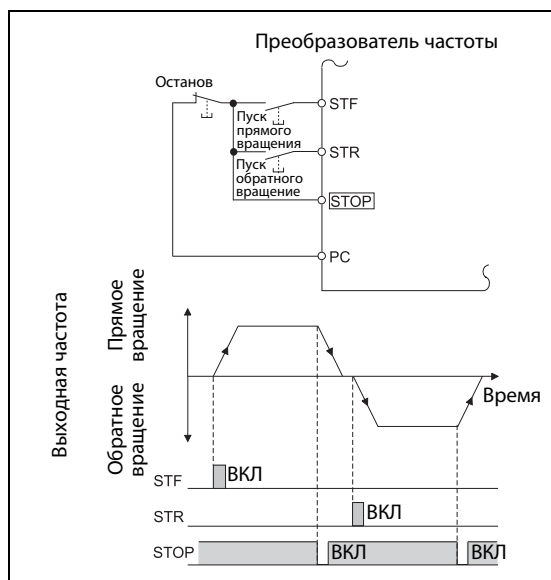 Преобразователь частоты
Останов
STF
Пуск
прямого
вращения
STR
Пуск
обратного
вращение
STOP
PC
Выходная частота
Прямое
вращение
Обратное
вращение
Время
STF
ВКЛ
STR
ВКЛ
STOP
ВКЛ
ВКЛ